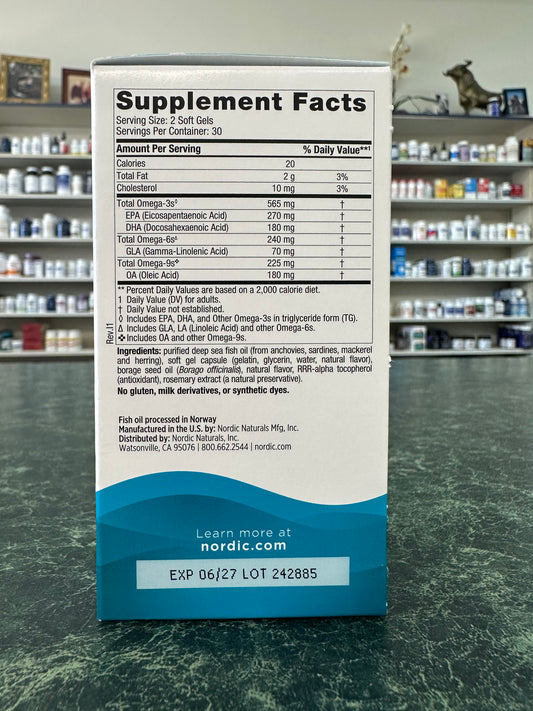 Supplement Facts
Serving Size: 2 Soft Gels
Servings Per Container: 30
Amount Per Serving % Daily Value**¹
Calories 20
Total Fat 2 g 3%
Cholesterol 10 mg 3%
Total Omega-3s◊ 565 mg †
EPA (Eicosapentaenoic Acid) 270 mg †
DHA (Docosahexaenoic Acid) 180 mg †
Total Omega-6sΔ 240 mg †
GLA (Gamma-Linolenic Acid) 70 mg †
Total Omega-9s❖ 225 mg †
OA (Oleic Acid) 180 mg †
** Percent Daily Values are based on a 2,000 calorie diet.
1 Daily Value (DV) for adults.
† Daily Value not established.
◊ Includes EPA, DHA, and Other Omega-3s in triglyceride form (TG).
Δ Includes GLA, LA (Linoleic Acid) and other Omega-6s.
❖ Includes OA and other Omega-9s.
Rev.J1
Ingredients: purified deep sea fish oil (from anchovies, sardines, mackerel
and herring), soft gel capsule (gelatin, glycerin, water, natural flavor),
borage seed oil (Borago officinalis), natural flavor, RRR-alpha tocopherol
(antioxidant), rosemary extract (a natural preservative).
No gluten, milk derivatives, or synthetic dyes.
Fish oil processed in Norway
Manufactured in the U.S. by: Nordic Naturals Mfg, Inc.
Distributed by: Nordic Naturals, Inc.
Watsonville, CA 95076 | 800.662.2544 | nordic.com
Learn more at
nordic.com
EXP 06/27 LOT 242885